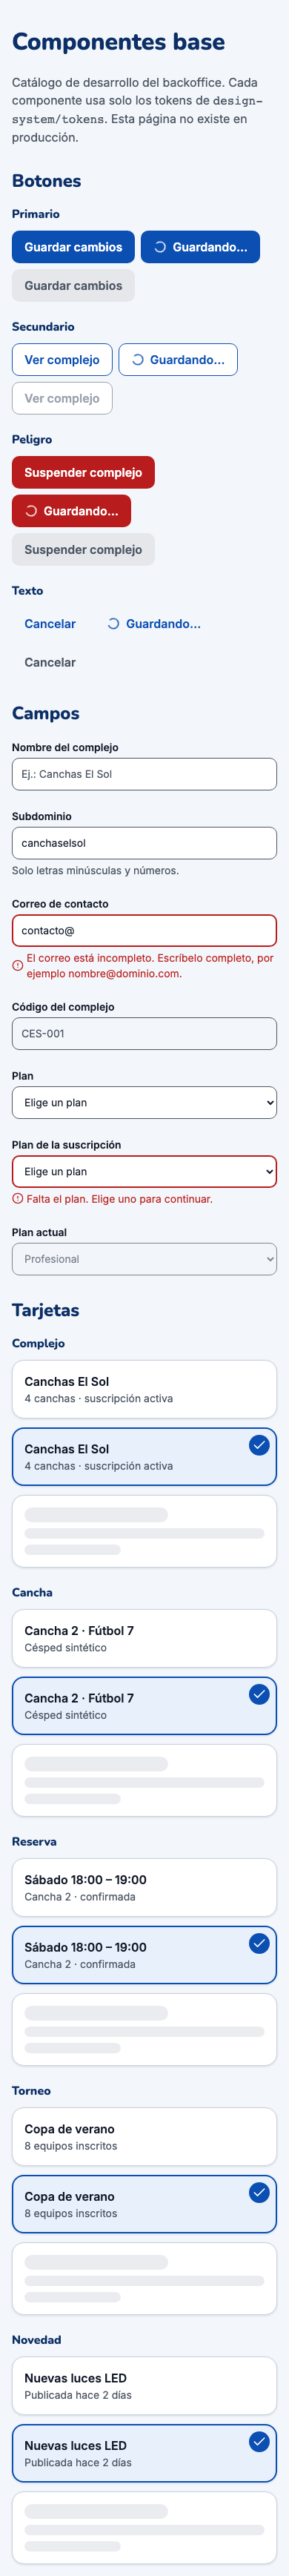 Componentes base
Catálogo de desarrollo del backoffice. Cada
componente usa solo los tokens de design-
system/tokens. Esta página no existe en
producción.
Botones
Primario
Guardar cambios
Guardando...
Guardar cambios
Secundario
Ver complejo
Guardando...
Ver complejo
Peligro
Suspender complejo
Guardando...
Suspender complejo
Texto
Cancelar
Guardando...
Cancelar
Campos
Nombre del complejo
Ej.: Canchas El Sol
Subdominio
canchaselsol
Solo letras minúsculas y números.
Correo de contacto
contacto@
El correo está incompleto. Escríbelo completo, por
ejemplo nombre@dominio.com.
Código del complejo
CES-001
Plan
Elige un plan
Plan de la suscripción
Elige un plan
Falta el plan. Elige uno para continuar.
Plan actual
Profesional
Tarjetas
Complejo
Canchas El Sol
4 canchas · suscripción activa
Canchas El Sol
4 canchas · suscripción activa
Cancha
Cancha 2 · Fútbol 7
Césped sintético
Cancha 2 · Fútbol 7
Césped sintético
Reserva
Sábado 18:00 – 19:00
Cancha 2 · confirmada
Sábado 18:00 – 19:00
Cancha 2 · confirmada
Torneo
Copa de verano
8 equipos inscritos
Copa de verano
8 equipos inscritos
Novedad
Nuevas luces LED
Publicada hace 2 días
Nuevas luces LED
Publicada hace 2 días